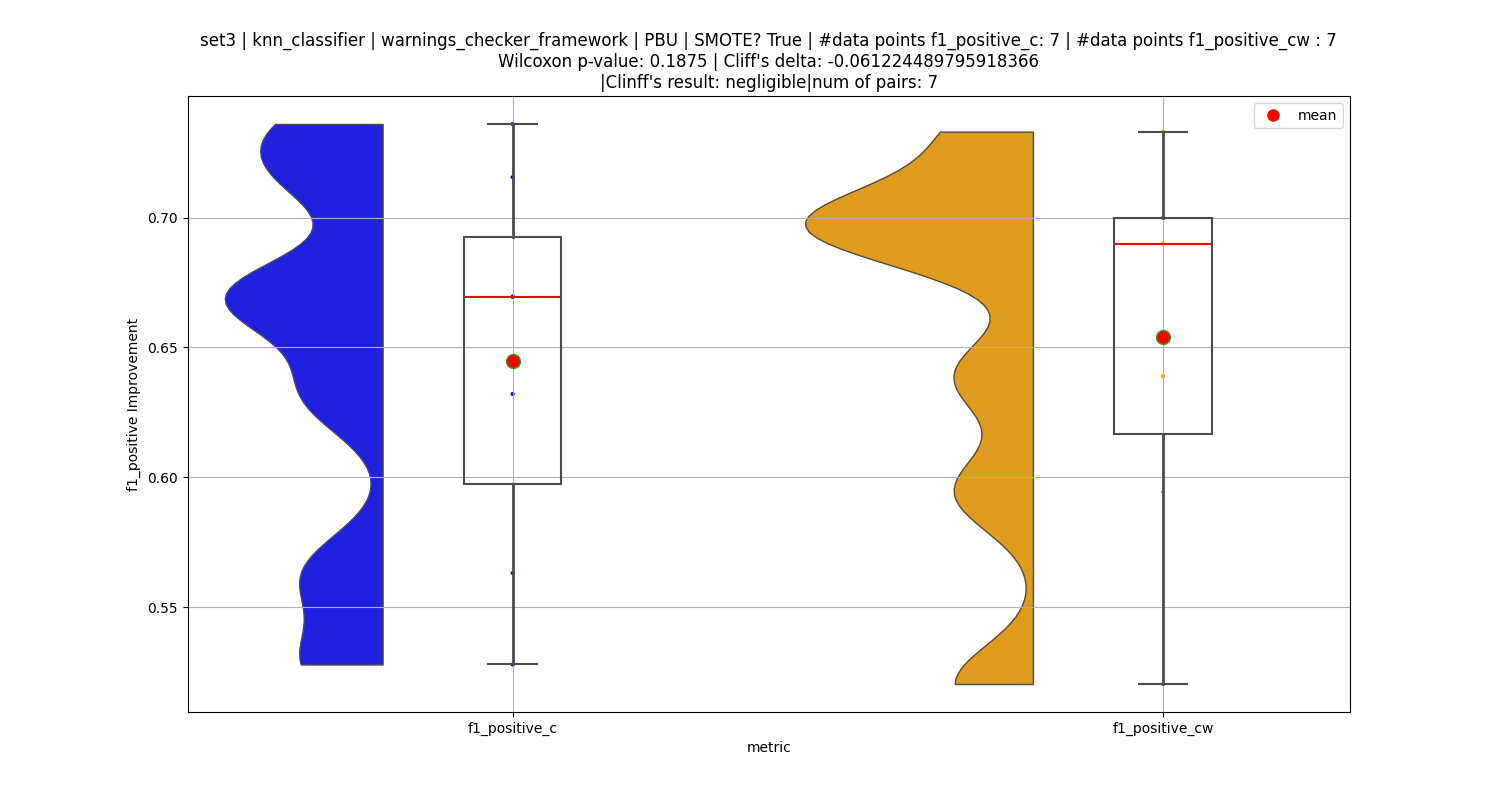 set3 | knn_classifier | warnings_checker_framework | PBU | SMOTE? True | #data points f1_positive_c: 7 | #data points f1_positive_cw : 7
Wilcoxon p-value: 0.1875 | Cliff's delta: -0.061224489795918366
|Clinff's result: negligible|num of pairs: 7
mean
0.70
0.65
0.60
0.55
f1_positive Improvement
f1_positive_c
f1_positive_cw
metric